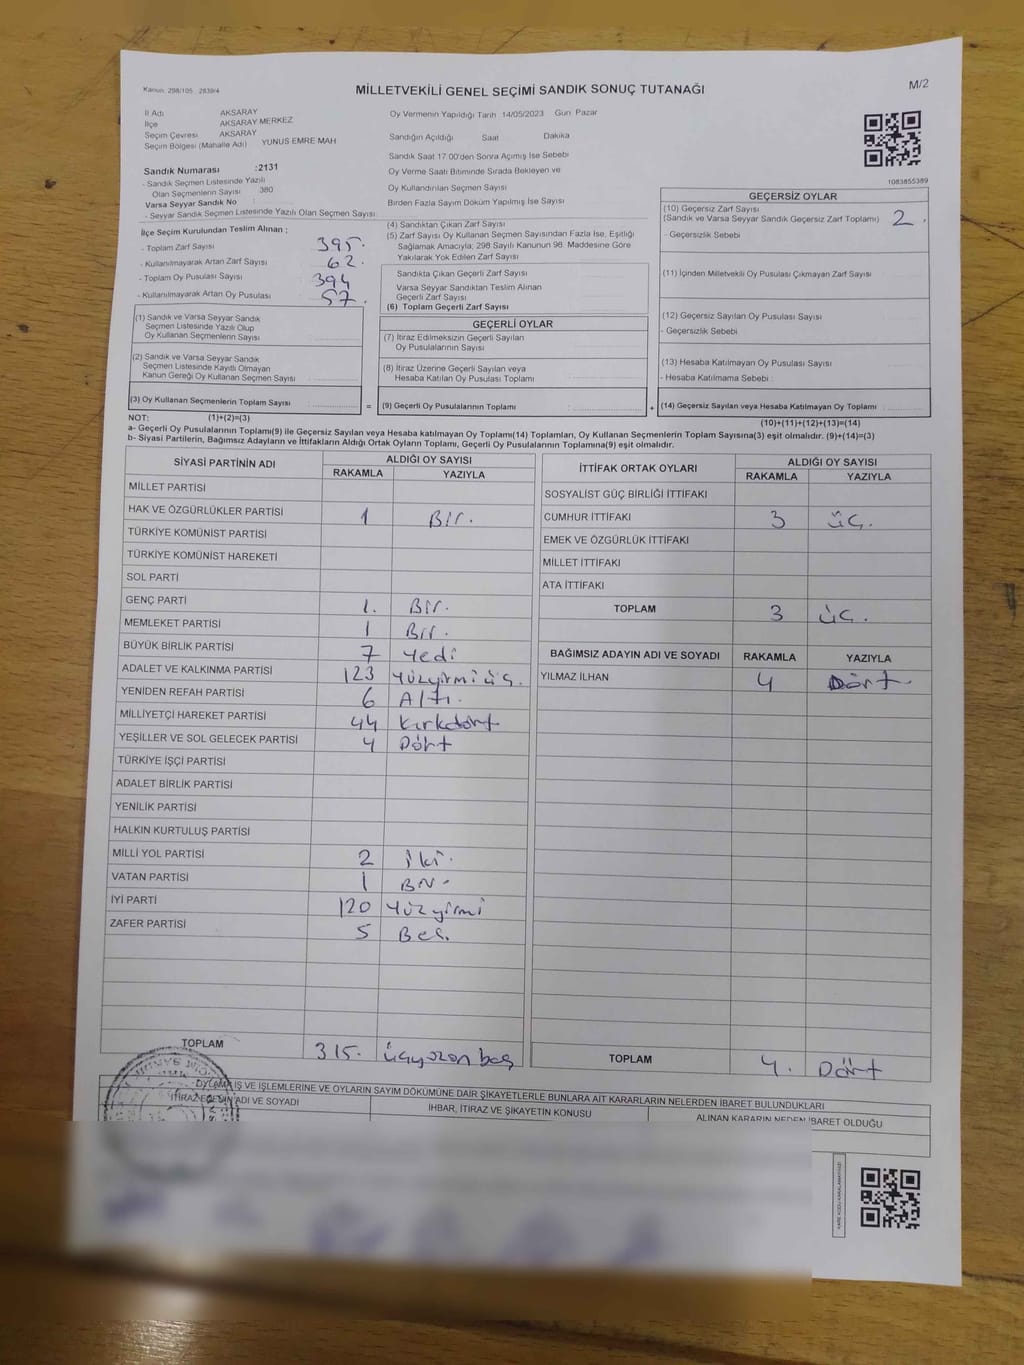 Kanun: 298/105 , 2839/4
MİLLETVEKİLİ GENEL SEÇİMİ SANDIK SONUÇ TUTANAĞI
M/2
İl Adı AKSARAY
İlçe AKSARAY MERKEZ
Seçim Çevresi AKSARAY
Seçim Bölgesi (Mahalle Adı) YUNUS EMRE MAH
Oy Vermenin Yapıldığı Tarih 14/05/2023 Gün Pazar
Sandığın Açıldığı Saat Dakika
Sandık Saat 17.00'den Sonra Açımış İse Sebebi
Oy Verme Saati Bitiminde Sırada Bekleyen ve
Oy Kullandırılan Seçmen Sayısı
Birden Fazla Sayım Döküm Yapılmış İse Sayısı
Sandık Numarası :2131
- Sandık Seçmen Listesinde Yazılı
Olan Seçmenlerin Sayısı 380
Varsa Seyyar Sandık No
- Seyyar Sandık Seçmen Listesinde Yazılı Olan Seçmen Sayısı
1083855389
İlçe Seçim Kurulundan Teslim Alınan ;
- Toplam Zarf Sayısı 395.
- Kullanılmayarak Artan Zarf Sayısı 62.
- Toplam Oy Pusulası Sayısı 394
- Kullanılmayarak Artan Oy Pusulası 57.
(1) Sandık ve Varsa Seyyar Sandık
Seçmen Listesinde Yazılı Olup
Oy Kullanan Seçmenlerin Sayısı
(2) Sandık ve Varsa Seyyar Sandık
Seçmen Listesinde Kayıtlı Olmayan
Kanun Gereği Oy Kullanan Seçmen Sayısı
(3) Oy Kullanan Seçmenlerin Toplam Sayısı
(4) Sandıktan Çıkan Zarf Sayısı
(5) Zarf Sayısı Oy Kullanan Seçmen Sayısından Fazla İse, Eşitliği
Sağlamak Amacıyla; 298 Sayılı Kanunun 98. Maddesine Göre
Yakılarak Yok Edilen Zarf Sayısı
Sandıkta Çıkan Geçerli Zarf Sayısı
Varsa Seyyar Sandıktan Teslim Alınan
Geçerli Zarf Sayısı
(6) Toplam Geçerli Zarf Sayısı
GEÇERLİ OYLAR
(7) İtiraz Edilmeksizin Geçerli Sayılan
Oy Pusulalarının Sayısı
(8) İtiraz Üzerine Geçerli Sayılan veya
Hesaba Katılan Oy Pusulası Toplamı
= (9) Geçerli Oy Pusulalarının Toplamı
GEÇERSİZ OYLAR
(10) Geçersiz Zarf Sayısı
(Sandık ve Varsa Seyyar Sandık Geçersiz Zarf Toplamı) 2
- Geçersizlik Sebebi
(11) İçinden Milletvekili Oy Pusulası Çıkmayan Zarf Sayısı
(12) Geçersiz Sayılan Oy Pusulası Sayısı
- Geçersizlik Sebebi
(13) Hesaba Katılmayan Oy Pusulası Sayısı
- Hesaba Katılmama Sebebi :
+ (14) Geçersiz Sayılan veya Hesaba Katılmayan Oy Toplamı
NOT: (1)+(2)=(3)
(10)+(11)+(12)+(13)=(14)
a- Geçerli Oy Pusulalarının Toplamı(9) ile Geçersiz Sayılan veya Hesaba katılmayan Oy Toplamı(14) Toplamları, Oy Kullanan Seçmenlerin Toplam Sayısına(3) eşit olmalıdır. (9)+(14)=(3)
b- Siyasi Partilerin, Bağımsız Adayların ve İttifakların Aldığı Ortak Oyların Toplamı, Geçerli Oy Pusulalarının Toplamına(9) eşit olmalıdır.
SİYASİ PARTİNİN ADI ALDIĞI OY SAYISI
RAKAMLA YAZIYLA
MİLLET PARTİSİ
HAK VE ÖZGÜRLÜKLER PARTİSİ 1 Bir.
TÜRKİYE KOMÜNİST PARTİSİ
TÜRKİYE KOMÜNİST HAREKETİ
SOL PARTİ
GENÇ PARTİ 1. Bir.
MEMLEKET PARTİSİ 1 Bir.
BÜYÜK BİRLİK PARTİSİ 7 Yedi
ADALET VE KALKINMA PARTİSİ 123 Yüzyirmi üç.
YENİDEN REFAH PARTİSİ 6 Altı.
MİLLİYETÇİ HAREKET PARTİSİ 44 Kırkdört
YEŞİLLER VE SOL GELECEK PARTİSİ 4 Dört
TÜRKİYE İŞÇİ PARTİSİ
ADALET BİRLİK PARTİSİ
YENİLİK PARTİSİ
HALKIN KURTULUŞ PARTİSİ
MİLLİ YOL PARTİSİ 2 iki.
VATAN PARTİSİ 1 Bir.
İYİ PARTİ 120 Yüzyirmi
ZAFER PARTİSİ 5 Beş.
TOPLAM 315. üçyüzon beş
İTTİFAK ORTAK OYLARI ALDIĞI OY SAYISI
RAKAMLA YAZIYLA
SOSYALİST GÜÇ BİRLİĞİ İTTİFAKI
CUMHUR İTTİFAKI 3 üç.
EMEK VE ÖZGÜRLÜK İTTİFAKI
MİLLET İTTİFAKI
ATA İTTİFAKI
TOPLAM 3 üç.
BAĞIMSIZ ADAYIN ADI VE SOYADI RAKAMLA YAZIYLA
YILMAZ İLHAN 4 Dört.
TOPLAM 4. Dört
OYLAMA İŞ VE İŞLEMLERİNE VE OYLARIN SAYIM DÖKÜMÜNE DAİR ŞİKAYETLERLE BUNLARA AİT KARARLARIN NELERDEN İBARET BULUNDUKLARI
İTİRAZ EDENİN ADI VE SOYADI İHBAR, İTİRAZ VE ŞİKAYETİN KONUSU ALINAN KARARIN NEDEN İBARET OLDUĞU